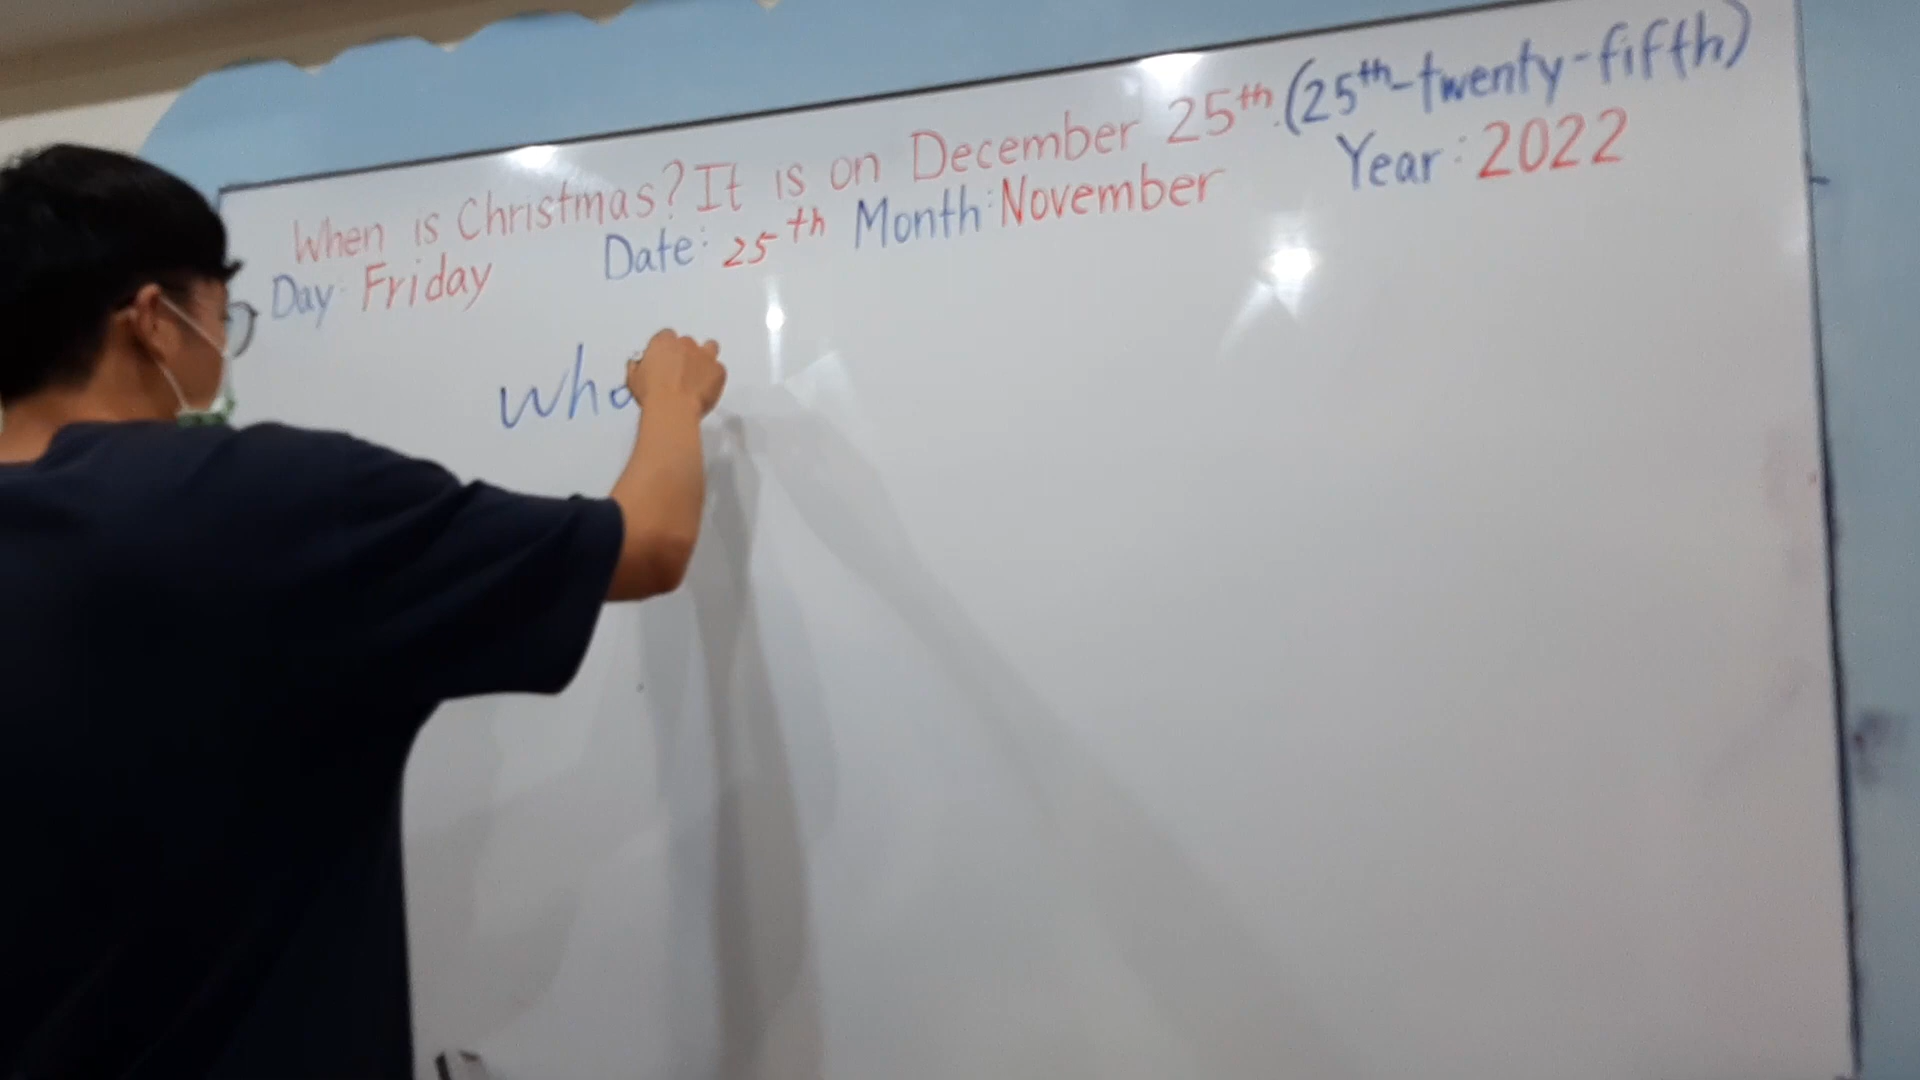 When is Christmas? It is on December 25th. (25th-twenty-fifth)
Day: Friday Date: 25th Month: November Year: 2022